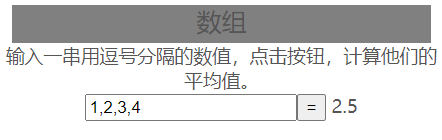 数组
输入一串用逗号分隔的数值，点击按钮，计算他们的
平均值。
1,2,3,4 = 2.5